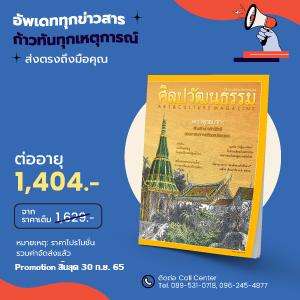 อัพเดททุกข่าวสาร
ก้าวทันทุกเหตุการณ์
ส่งตรงถึงมือคุณ
ศิลปวัฒนธรรม
ART & CULTURE MAGAZINE
ต่ออายุ
1,404.-
จาก
ราคาเต็ม
1,629.-
หมายเหตุ: ราคาโปรโมชั่น
รวมค่าจัดส่งแล้ว
Promotion สิ้นสุด 30 ก.ย. 65
ติดต่อ Call Center
Tel. 089-531-0718, 096-245-4877